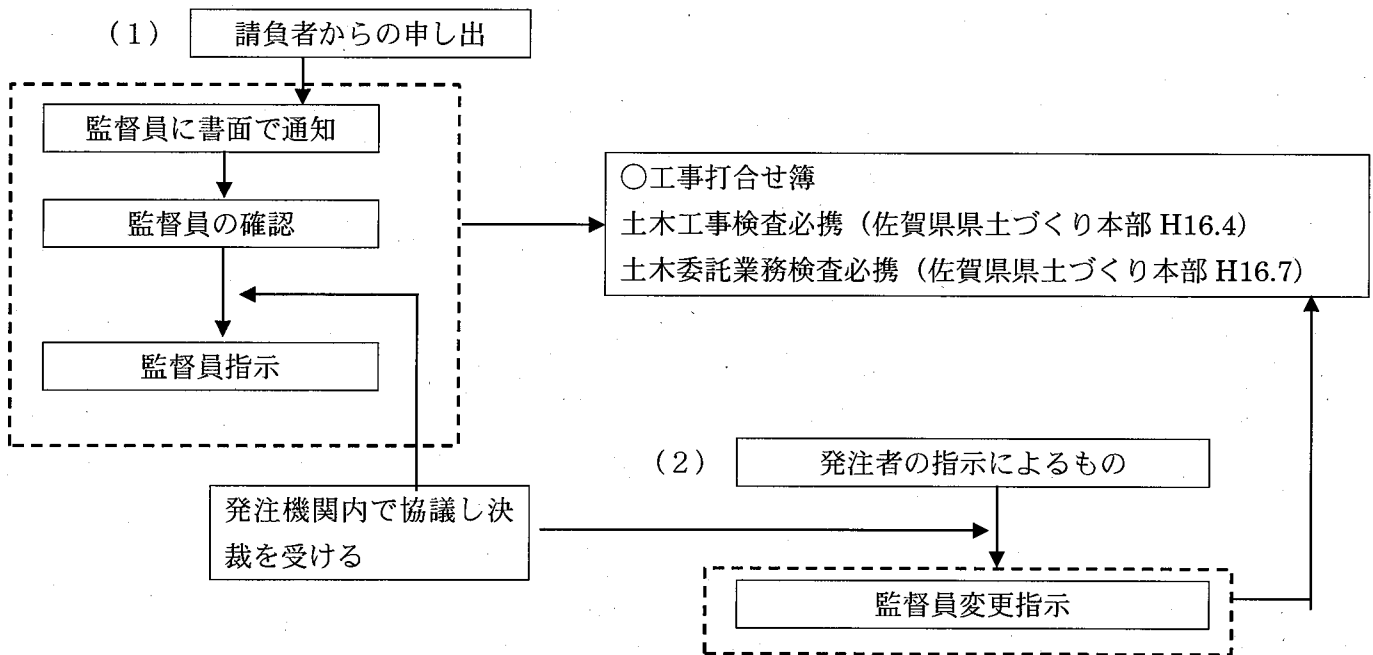 (1) 請負者からの申し出
監督員に書面で通知
監督員の確認
監督員指示
○工事打合せ簿
土木工事検査必携(佐賀県県土づくり本部 H16.4)
土木委託業務検査必携(佐賀県県土づくり本部 H16.7)
発注機関内で協議し決
裁を受ける
(2) 発注者の指示によるもの
監督員変更指示